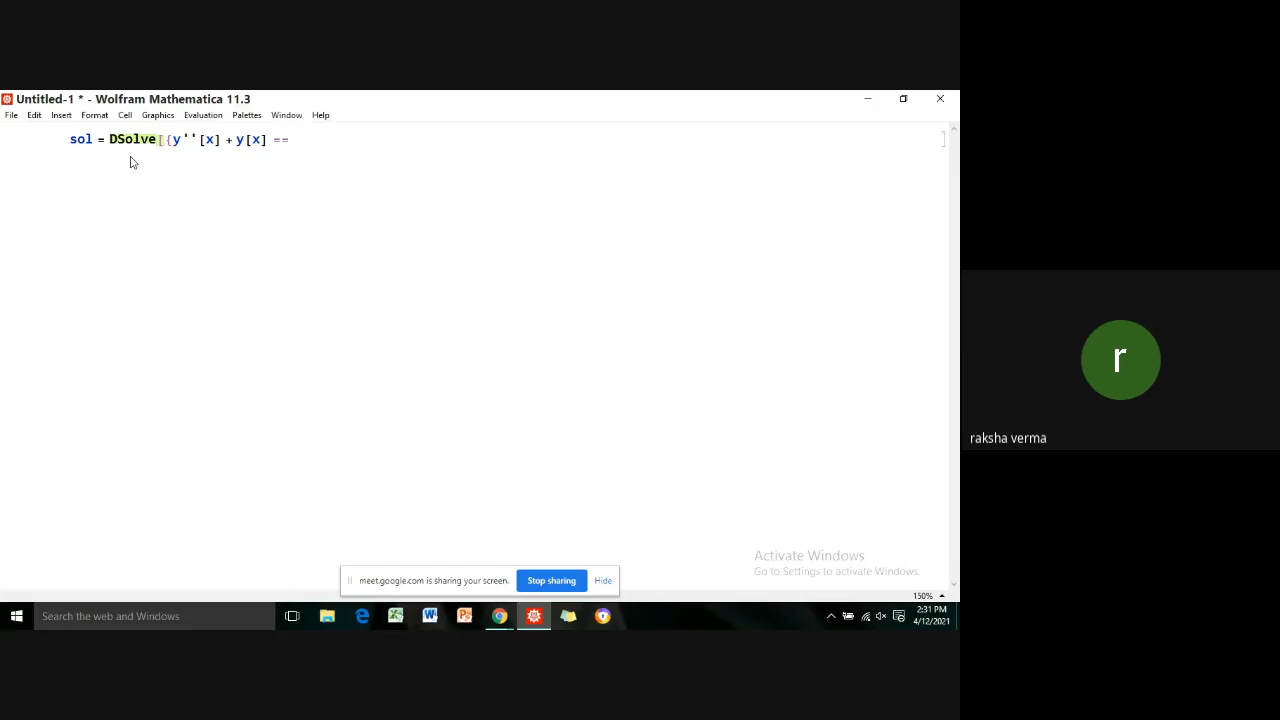 Untitled-1 * - Wolfram Mathematica 11.3
File Edit Insert Format Cell Graphics Evaluation Palettes Window Help
sol = DSolve[{y''[x] + y[x] ==
r
raksha verma
Activate Windows
Go to Settings to activate Windows.
meet.google.com is sharing your screen. Stop sharing Hide
150%
Search the web and Windows
2:31 PM
4/12/2021